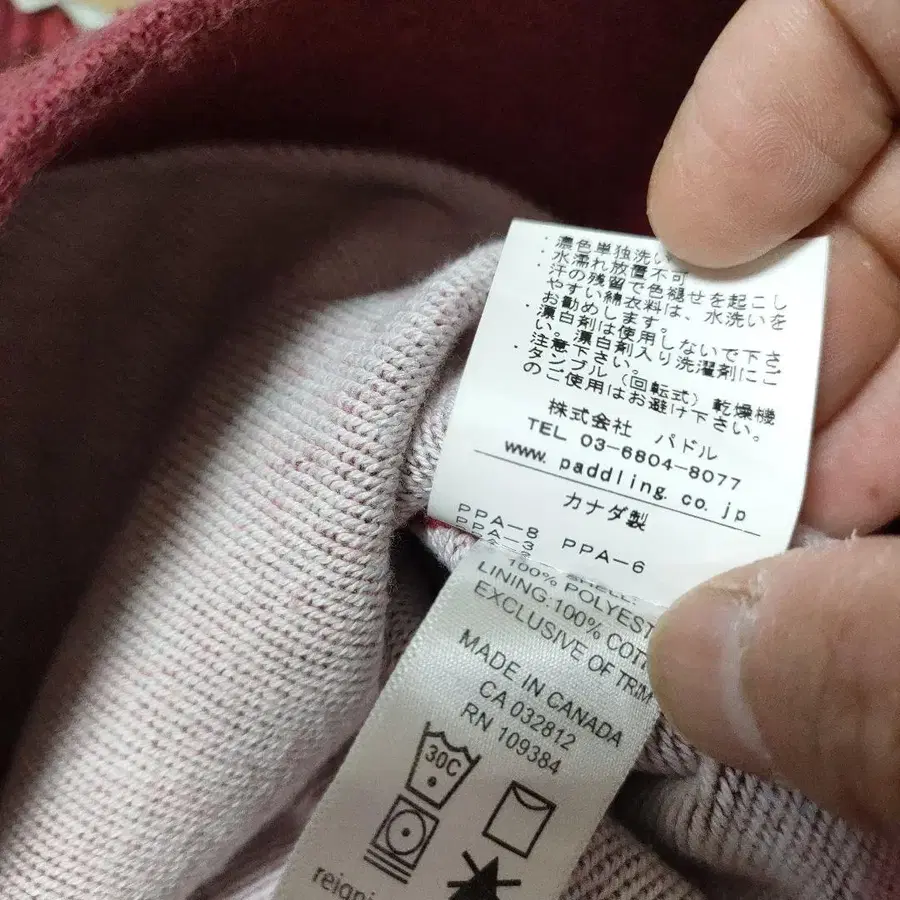 ・濃色単独洗い
・水濡れ放置不可
・汗の残留で色褪せを起こし
やすい綿衣料は、水洗いを
お勧めします。
・漂白剤は使用しないで下さ
い。漂白剤入り洗濯剤にご
注意下さい。
・タンブル（回転式）乾燥機
のご使用はお避け下さい。
株式会社 パドル
TEL 03-6804-8077
www.paddling.co.jp
カナダ製
PPA-8
PPA-3 PPA-6
SHELL:
100% POLYEST
LINING:100% COTT
EXCLUSIVE OF TRIM
MADE IN CANADA
CA 032812
RN 109384
30C
reigni